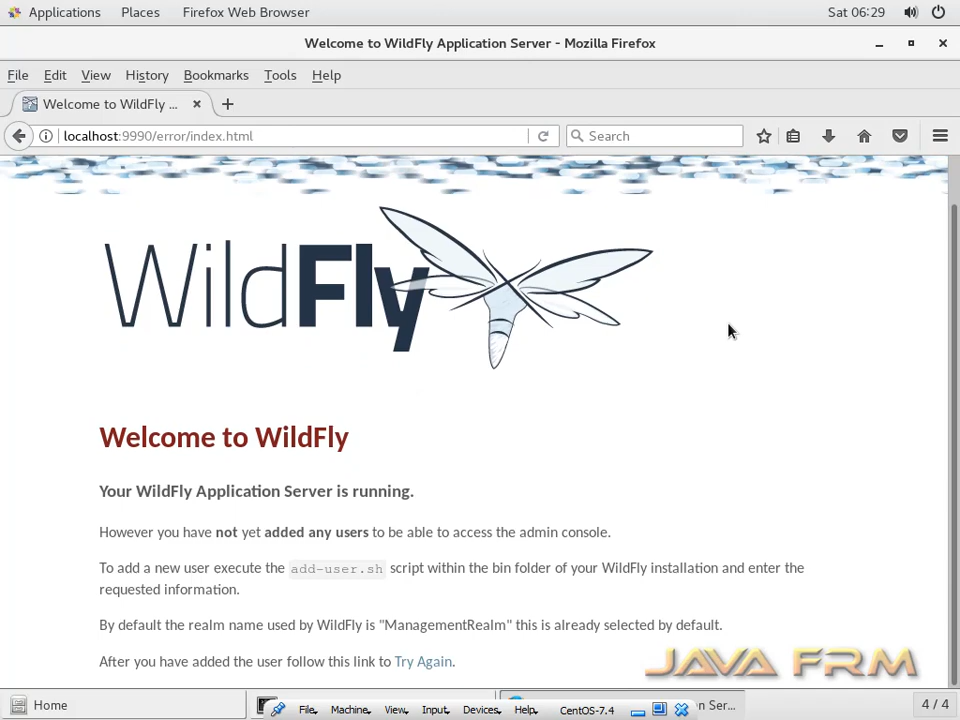 Applications Places Firefox Web Browser Sat 06:29
Welcome to WildFly Application Server - Mozilla Firefox
File Edit View History Bookmarks Tools Help
Welcome to WildFly ...
localhost:9990/error/index.html Search
WildFly
Welcome to WildFly
Your WildFly Application Server is running.
However you have not yet added any users to be able to access the admin console.
To add a new user execute the add-user.sh script within the bin folder of your WildFly installation and enter the
requested information.
By default the realm name used by WildFly is "ManagementRealm" this is already selected by default.
After you have added the user follow this link to Try Again.
JAVA FRM
Home File Machine View Input Devices Help CentOS-7.4 n Ser... 4 / 4